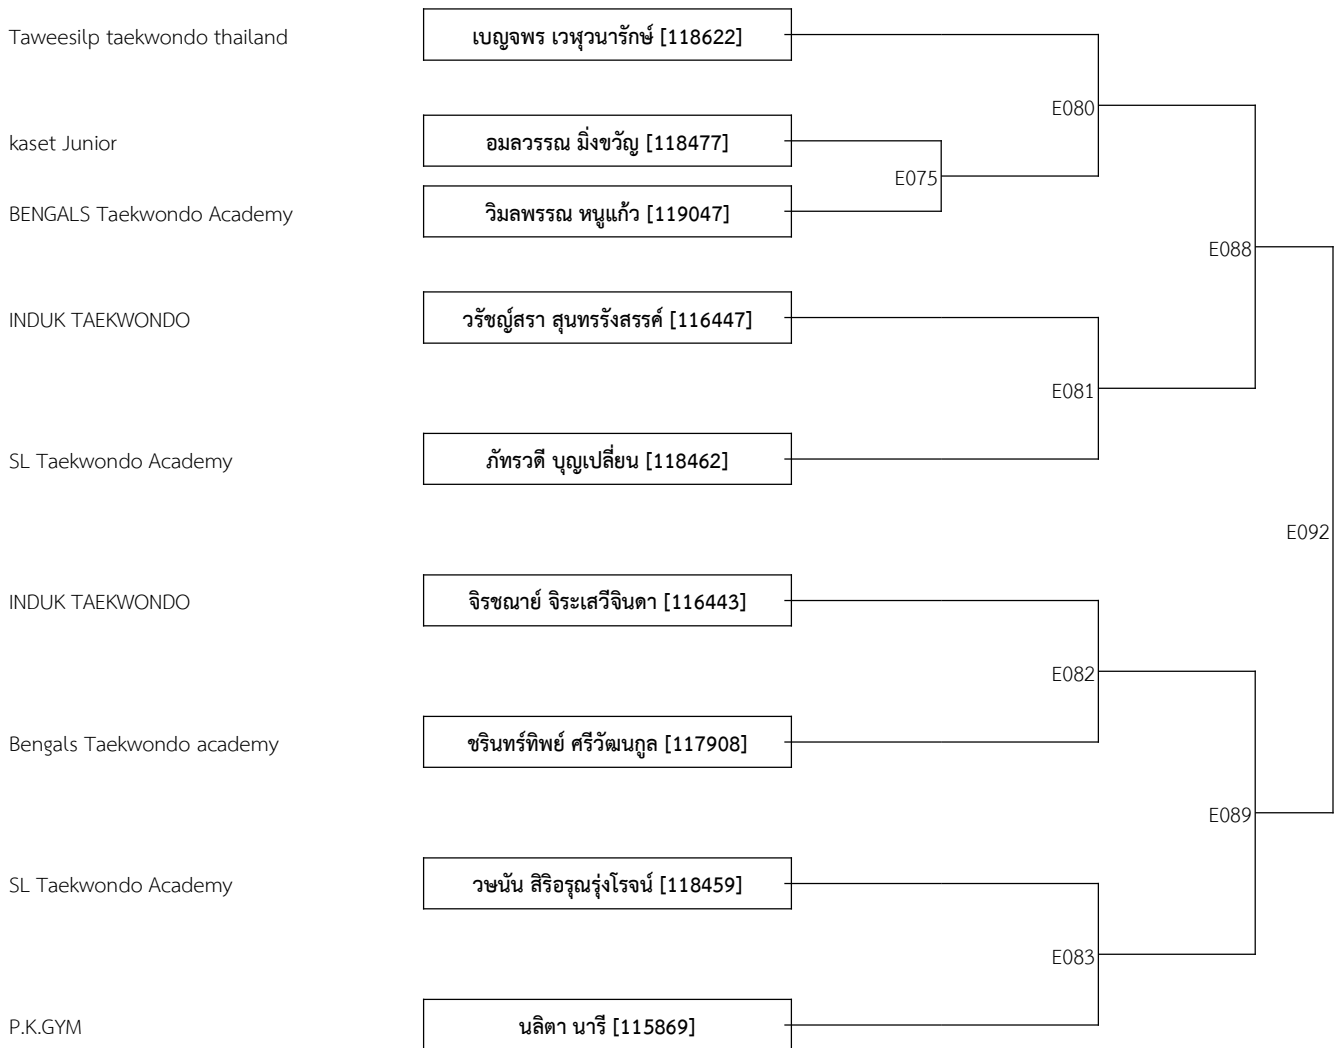 Taweesilp taekwondo thailand เบญจพร เวฬุวนารักษ์ [118622]
E080
kaset Junior อมลวรรณ มิ่งขวัญ [118477]
E075
BENGALS Taekwondo Academy วิมลพรรณ หนูแก้ว [119047]
E088
INDUK TAEKWONDO วรัชญ์สรา สุนทรรังสรรค์ [116447]
E081
SL Taekwondo Academy ภัทรวดี บุญเปลี่ยน [118462]
E092
INDUK TAEKWONDO จิรชณาย์ จิระเสวีจินดา [116443]
E082
Bengals Taekwondo academy ชรินทร์ทิพย์ ศรีวัฒนกูล [117908]
E089
SL Taekwondo Academy วษนัน สิริอรุณรุ่งโรจน์ [118459]
E083
P.K.GYM นลิตา นารี [115869]